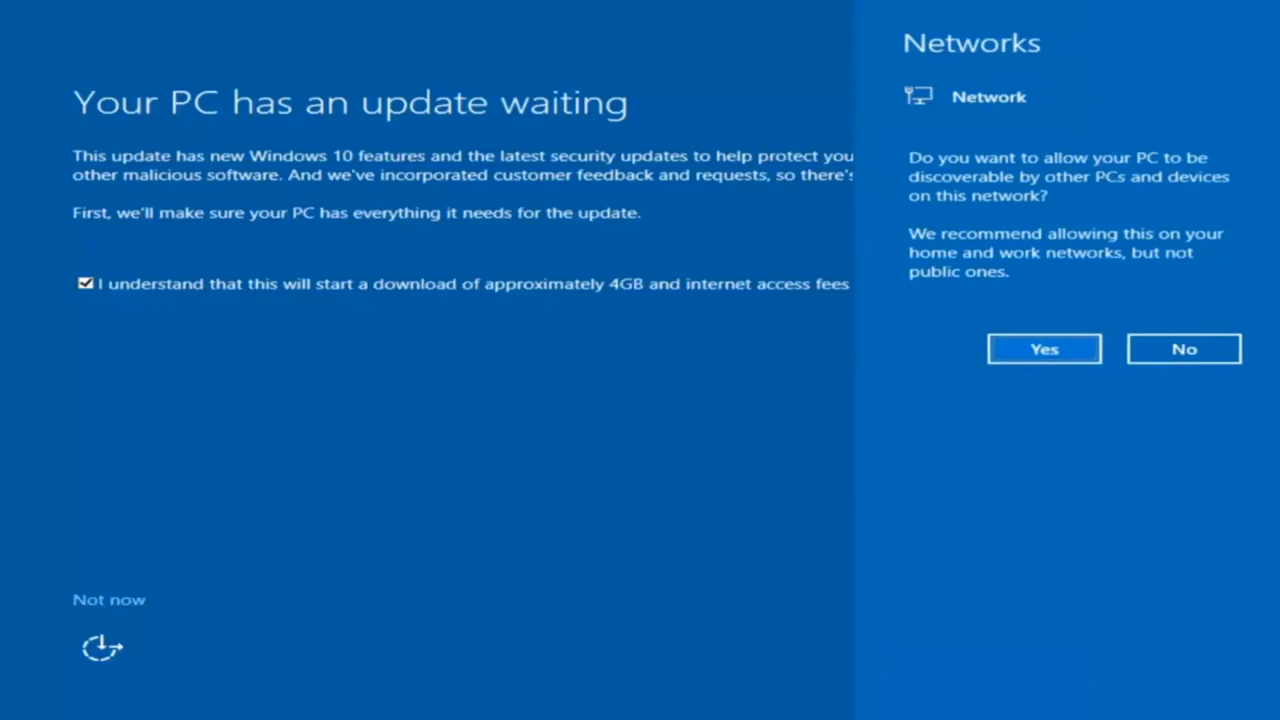 Your PC has an update waiting
This update has new Windows 10 features and the latest security updates to help protect you
other malicious software. And we've incorporated customer feedback and requests, so there's
First, we'll make sure your PC has everything it needs for the update.
I understand that this will start a download of approximately 4GB and internet access fees
Not now
Networks
Network
Do you want to allow your PC to be
discoverable by other PCs and devices
on this network?
We recommend allowing this on your
home and work networks, but not
public ones.
Yes
No